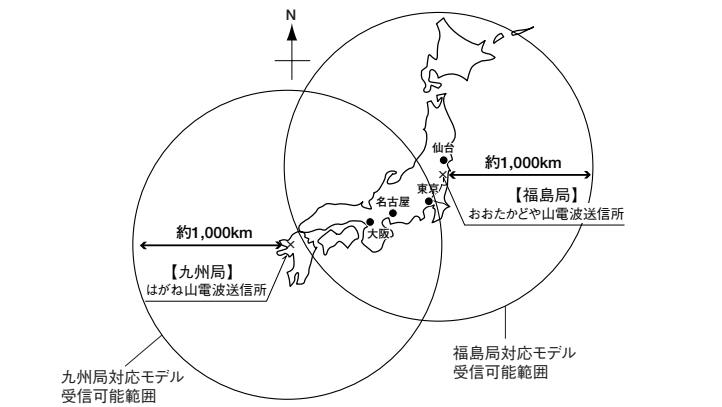 N
仙台
約1,000km
【福島局】
おおたかどや山電波送信所
東京
名古屋
大阪
約1,000km
【九州局】
はがね山電波送信所
福島局対応モデル
受信可能範囲
九州局対応モデル
受信可能範囲